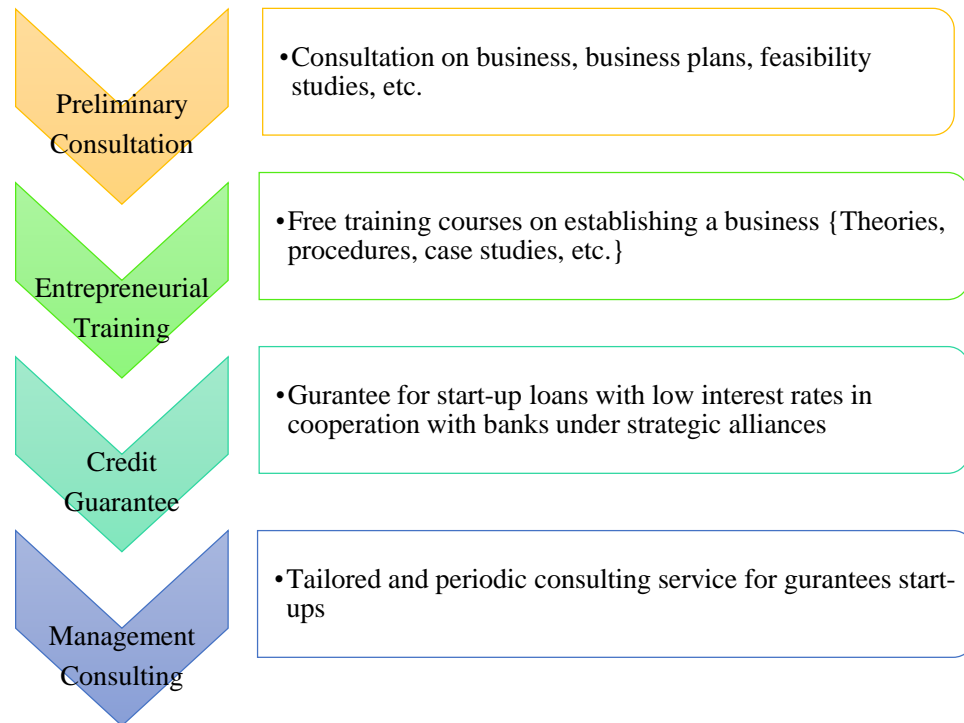 Preliminary
Consultation
•Consultation on business, business plans, feasibility
studies, etc.
Entrepreneurial
Training
•Free training courses on establishing a business {Theories,
procedures, case studies, etc.}
Credit
Guarantee
•Gurantee for start-up loans with low interest rates in
cooperation with banks under strategic alliances
Management
Consulting
•Tailored and periodic consulting service for gurantees start-
ups